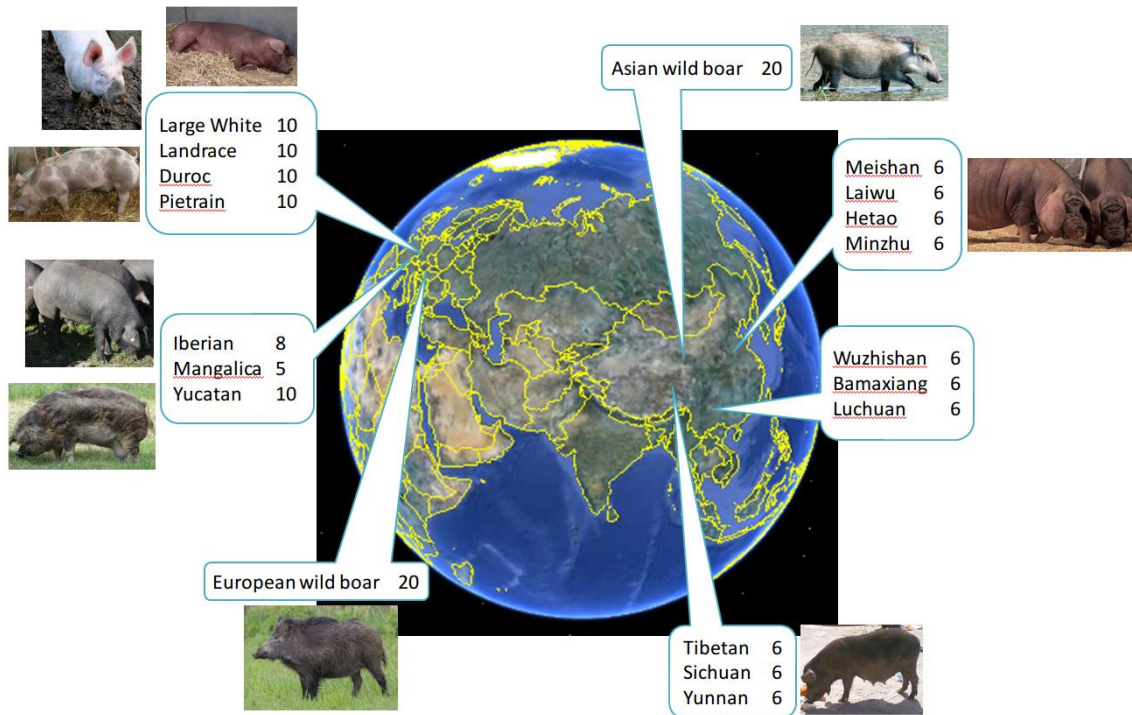 Asian wild boar 20
Large White 10
Landrace 10
Duroc 10
Pietrain 10
Meishan 6
Laiwu 6
Hetao 6
Minzhu 6
Iberian 8
Mangalica 5
Yucatan 10
Wuzhishan 6
Bamaxiang 6
Luchuan 6
European wild boar 20
Tibetan 6
Sichuan 6
Yunnan 6